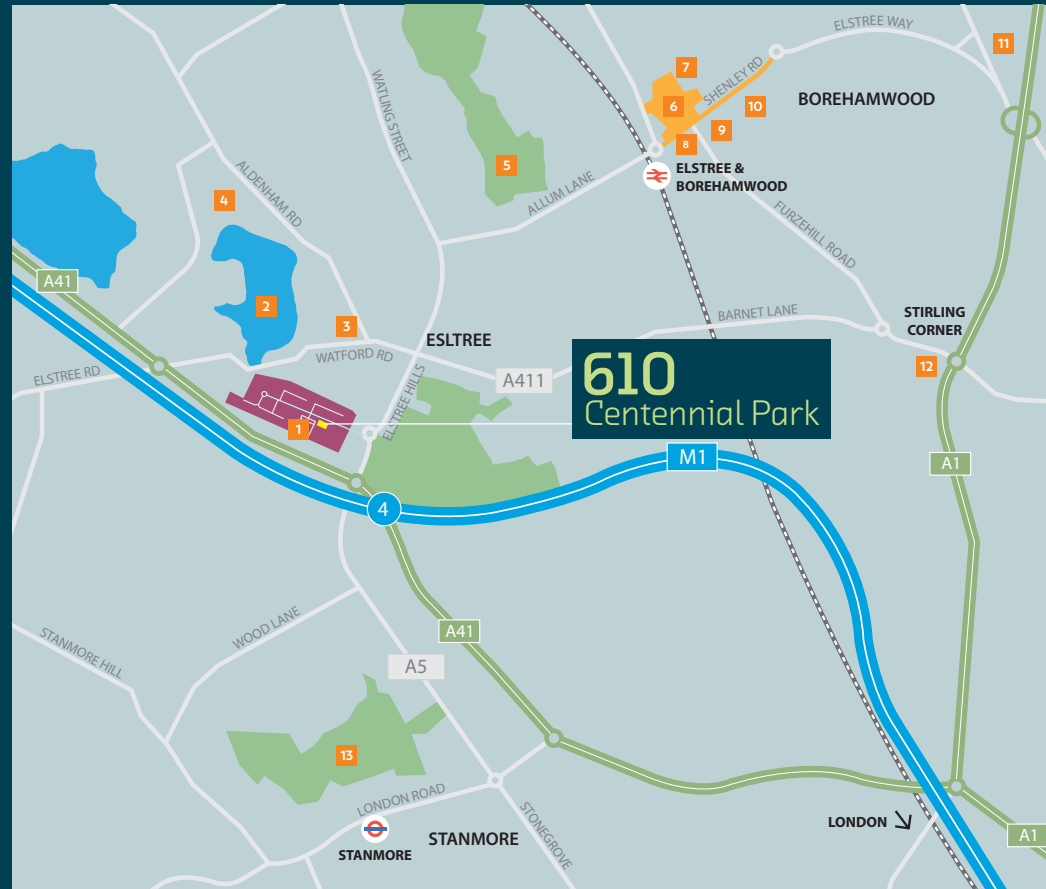 ELSTREE WAY
11
7
SHENLEY RD
6
10
BOREHAMWOOD
9
8
WATLING STREET
5
ELSTREE &
BOREHAMWOOD
ALLUM LANE
ALDENHAM RD
4
FURZEHILL ROAD
A41
2
3
BARNET LANE
STIRLING
CORNER
ESLTREE
WATFORD RD
12
ELSTREE RD
A411
610
Centennial Park
ELSTREE HILLS
1
M1
A1
4
WOOD LANE
A41
STANMORE HILL
A5
13
LONDON ROAD
STONEGROVE
LONDON
STANMORE
A1
STANMORE